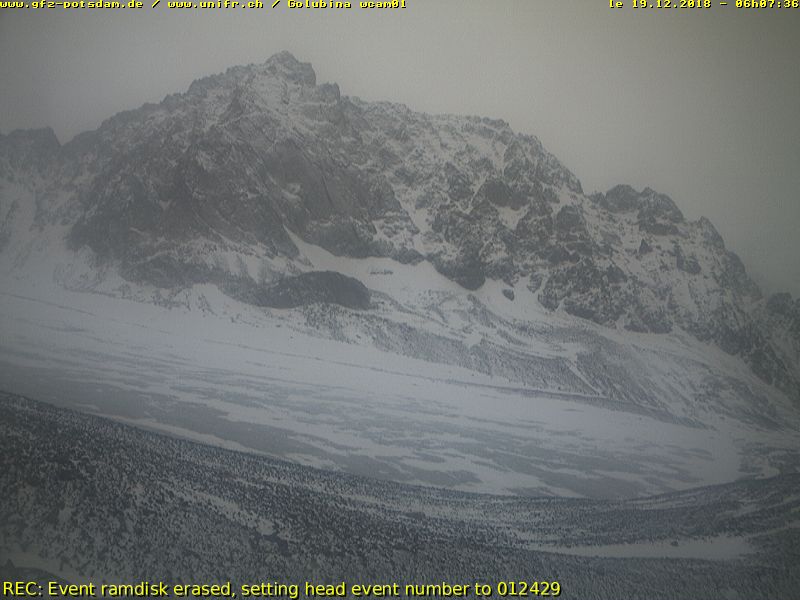 www.gfz-potsdam.de / www.unifr.ch / Golubina wcam01
le 19.12.2018 - 06h07:36
REC: Event ramdisk erased, setting head event number to 012429